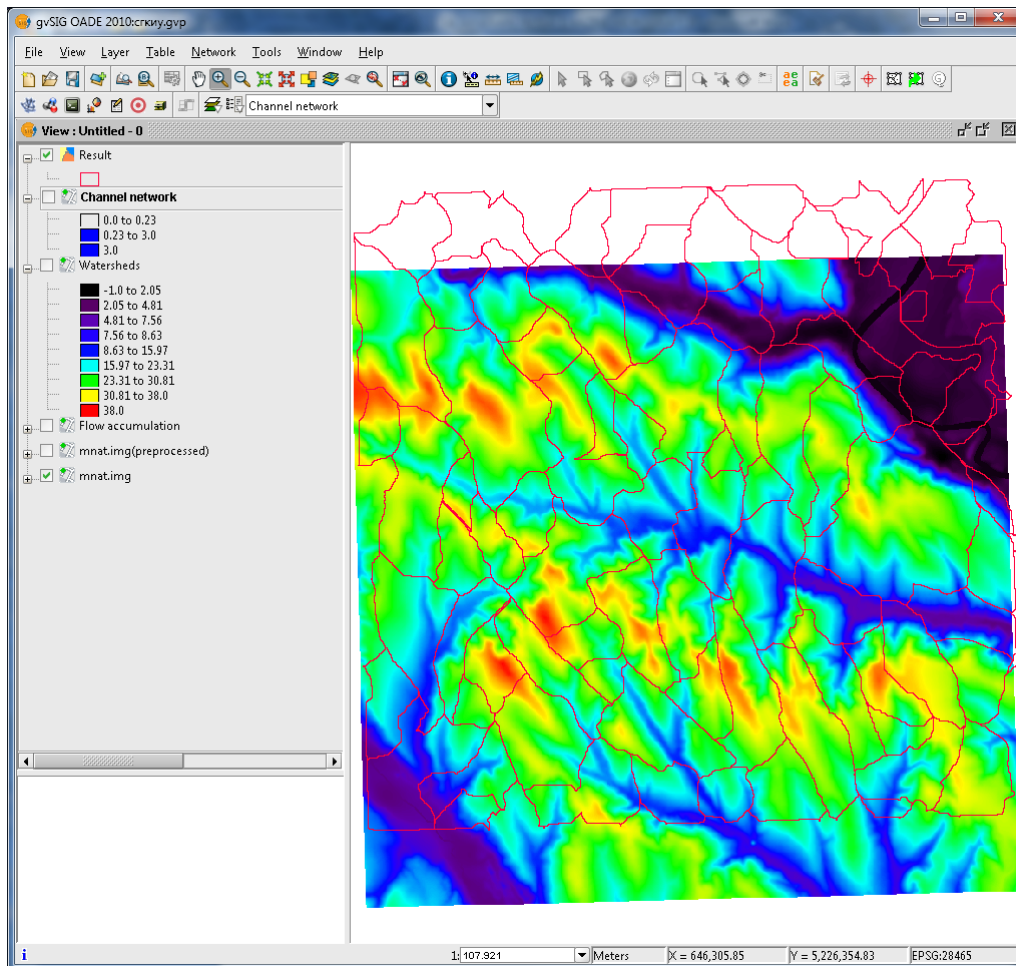 gvSIG OADE 2010:сгкиу.gvp
File View Layer Table Network Tools Window Help
Channel network
View : Untitled - 0
Result
Channel network
0.0 to 0.23
0.23 to 3.0
3.0
Watersheds
-1.0 to 2.05
2.05 to 4.81
4.81 to 7.56
7.56 to 8.63
8.63 to 15.97
15.97 to 23.31
23.31 to 30.81
30.81 to 38.0
38.0
Flow accumulation
mnat.img(preprocessed)
mnat.img
1: 107.921 Meters X = 646,305.85 Y = 5,226,354.83 EPSG:28465